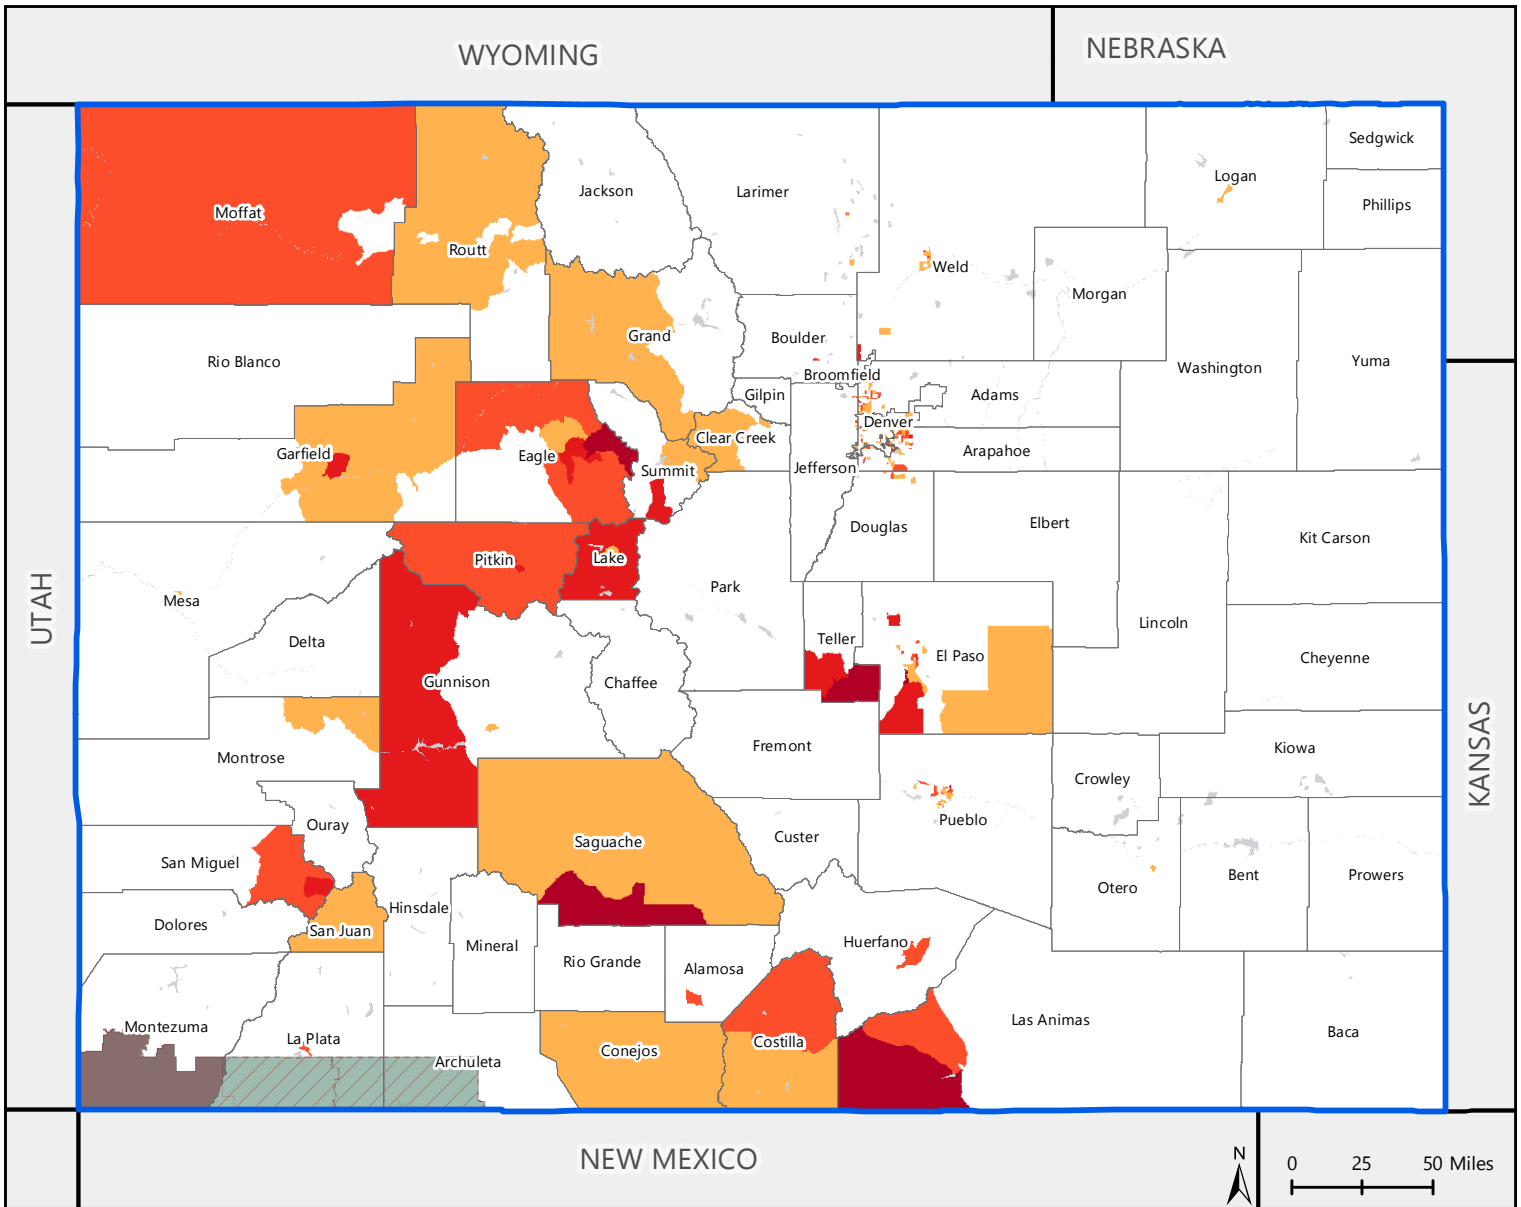 WYOMING
NEBRASKA
Sedgwick
Logan
Jackson
Larimer
Phillips
Moffat
Routt
Weld
Morgan
Grand
Boulder
Rio Blanco
Yuma
Washington
Broomfield
Gilpin
Adams
Denver
Clear Creek
Garfield
Eagle
Arapahoe
Summit
Jefferson
Douglas
Elbert
Kit Carson
Pitkin
Lake
Park
UTAH
Mesa
Lincoln
Teller
Delta
El Paso
Cheyenne
Gunnison
Chaffee
KANSAS
Fremont
Kiowa
Montrose
Crowley
Pueblo
Ouray
Custer
Saguache
San Miguel
Bent
Prowers
Otero
Hinsdale
Dolores
San Juan
Huerfano
Mineral
Rio Grande
Alamosa
Las Animas
Montezuma
Baca
La Plata
Costilla
Conejos
Archuleta
NEW MEXICO
N
0 25 50 Miles